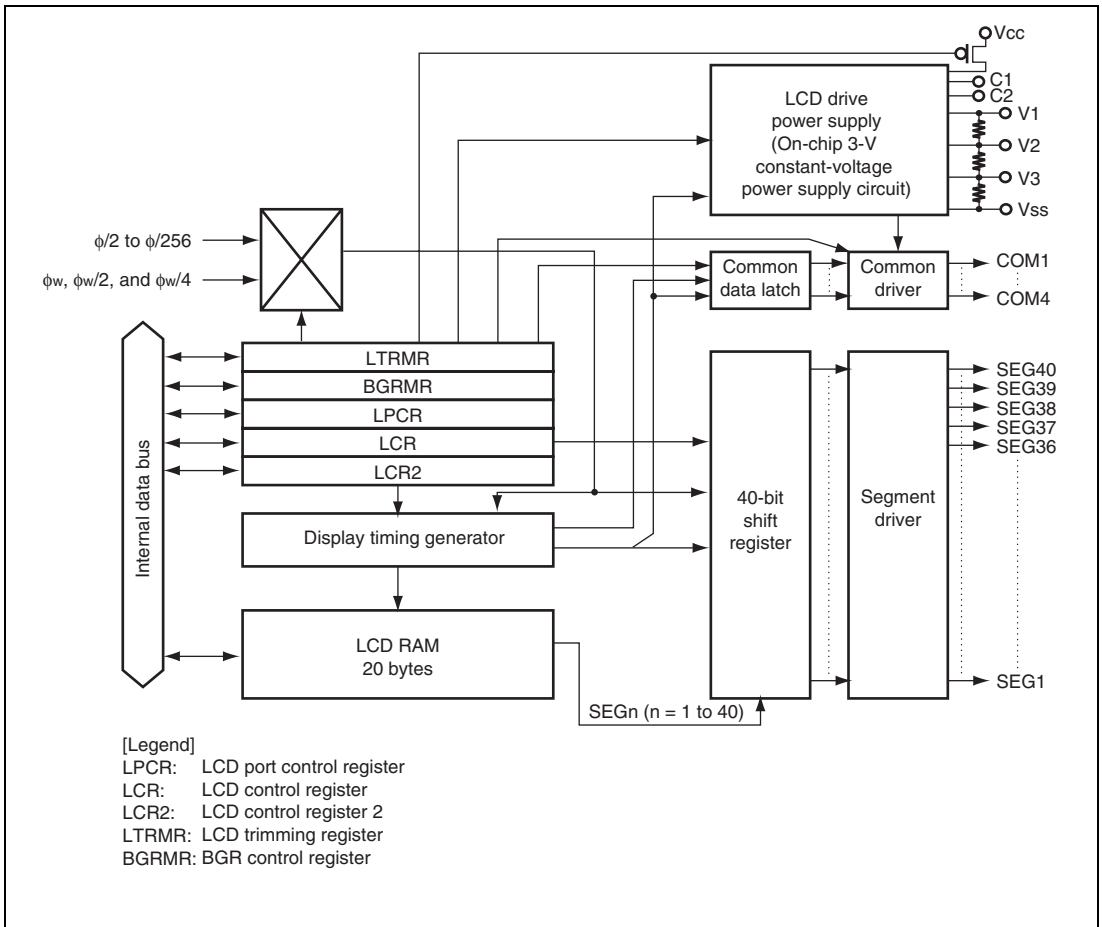 Vcc
C1
C2
V1
V2
V3
Vss
LCD drive
power supply
(On-chip 3-V
constant-voltage
power supply circuit)
ϕ/2 to ϕ/256
ϕw, ϕw/2, and ϕw/4
Common
data latch
Common
driver
COM1
COM4
Internal data bus
LTRMR
BGRMR
LPCR
LCR
LCR2
Display timing generator
LCD RAM
20 bytes
SEGn (n = 1 to 40)
40-bit
shift
register
Segment
driver
SEG40
SEG39
SEG38
SEG37
SEG36
SEG1
[Legend]
LPCR: LCD port control register
LCR: LCD control register
LCR2: LCD control register 2
LTRMR: LCD trimming register
BGRMR: BGR control register